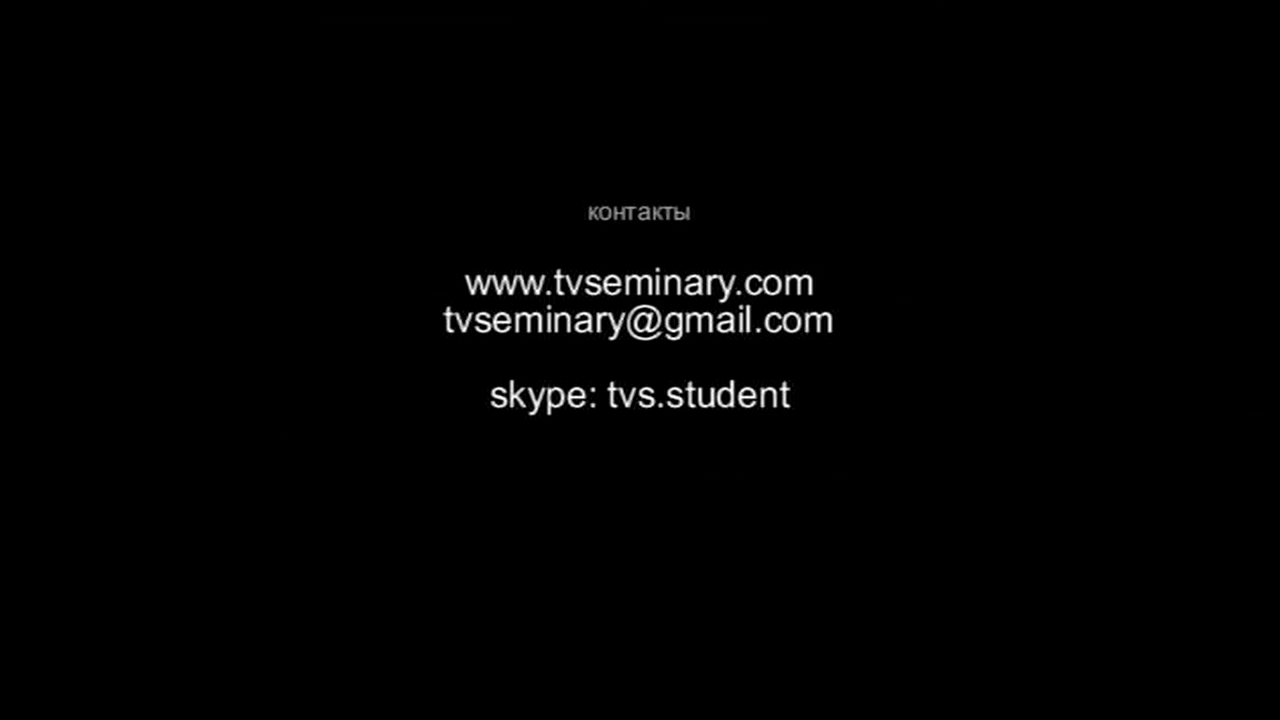 контакты
www.tvseminary.com
tvseminary@gmail.com
skype: tvs.student